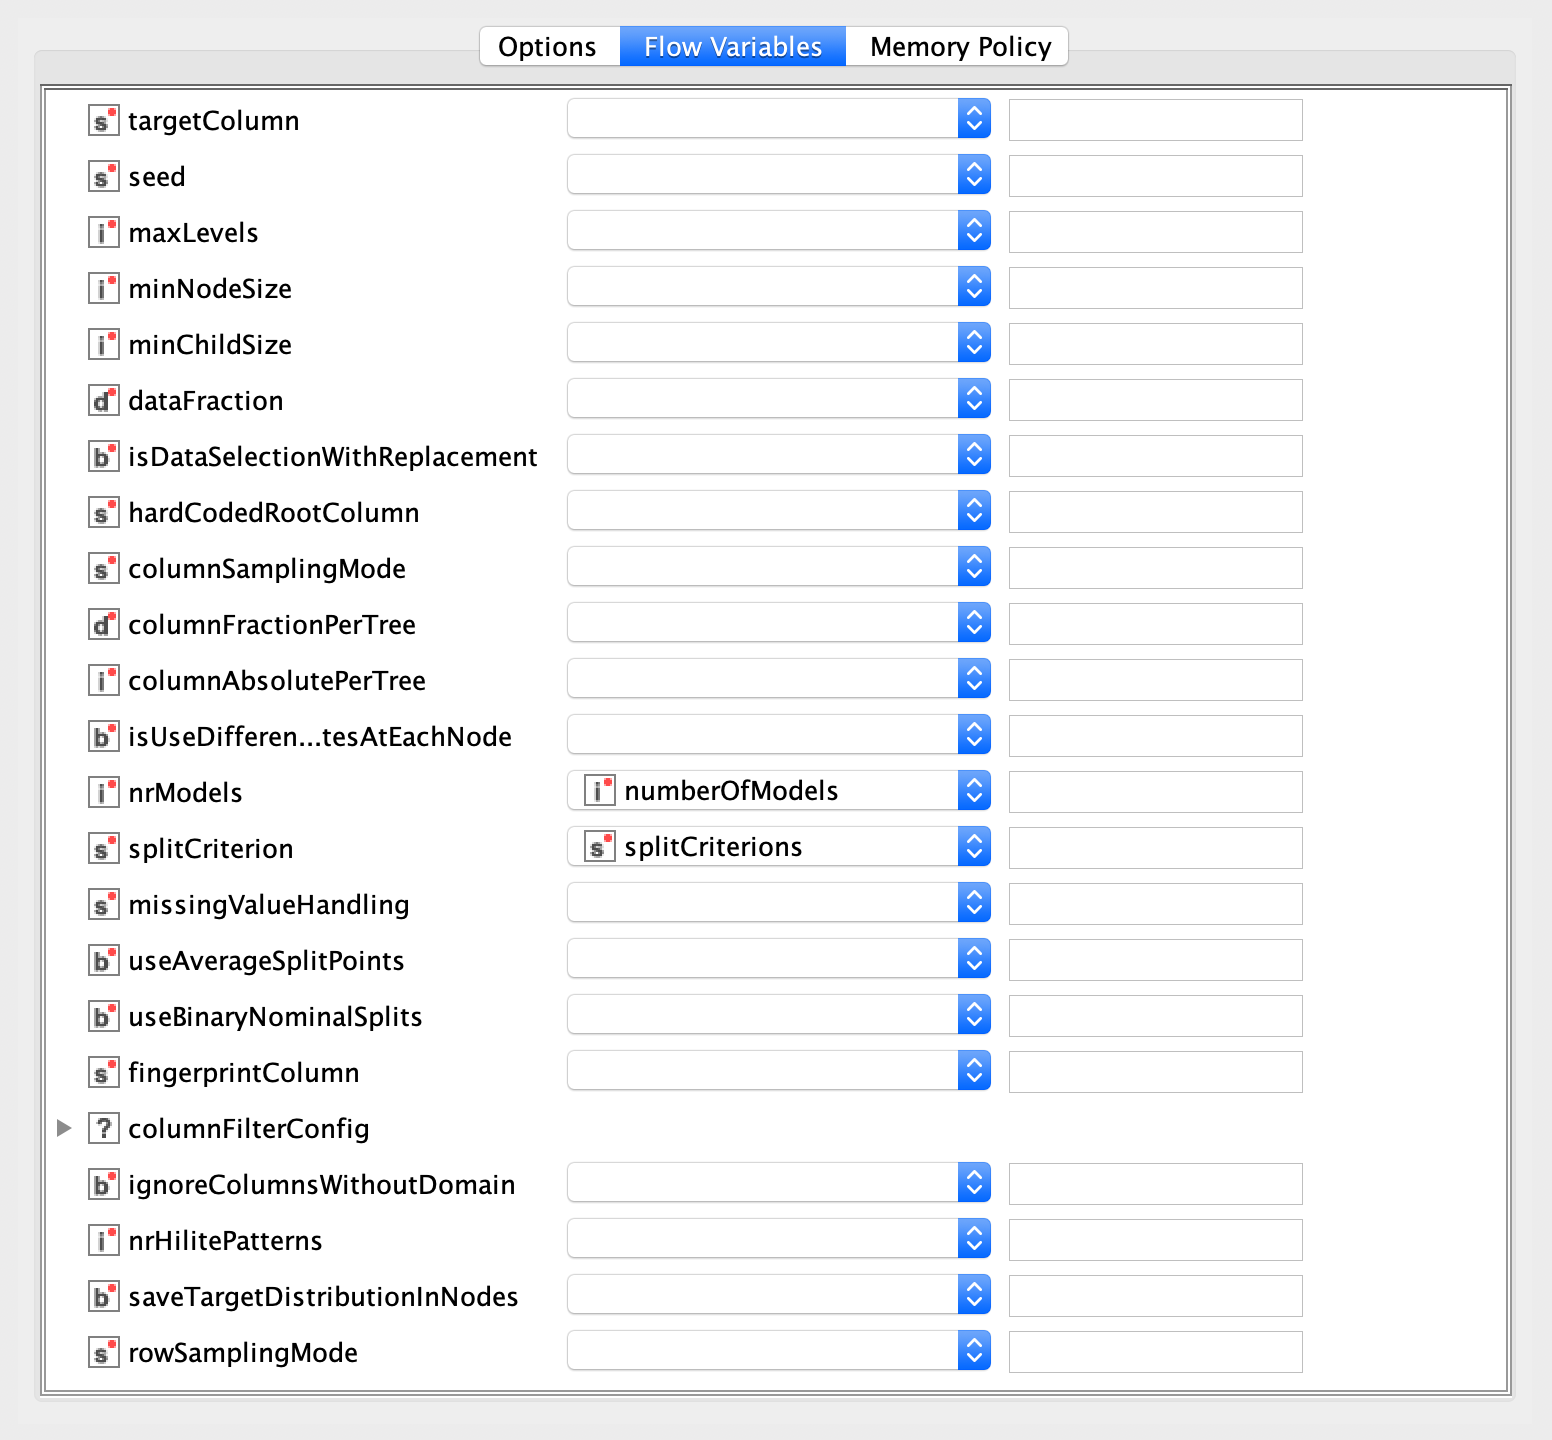 Options Flow Variables Memory Policy
s targetColumn
s seed
i maxLevels
i minNodeSize
i minChildSize
d dataFraction
b isDataSelectionWithReplacement
s hardCodedRootColumn
s columnSamplingMode
d columnFractionPerTree
i columnAbsolutePerTree
b isUseDifferen...tesAtEachNode
i nrModels i numberOfModels
s splitCriterion s splitCriterions
s missingValueHandling
b useAverageSplitPoints
b useBinaryNominalSplits
s fingerprintColumn
? columnFilterConfig
b ignoreColumnsWithoutDomain
i nrHilitePatterns
b saveTargetDistributionInNodes
s rowSamplingMode